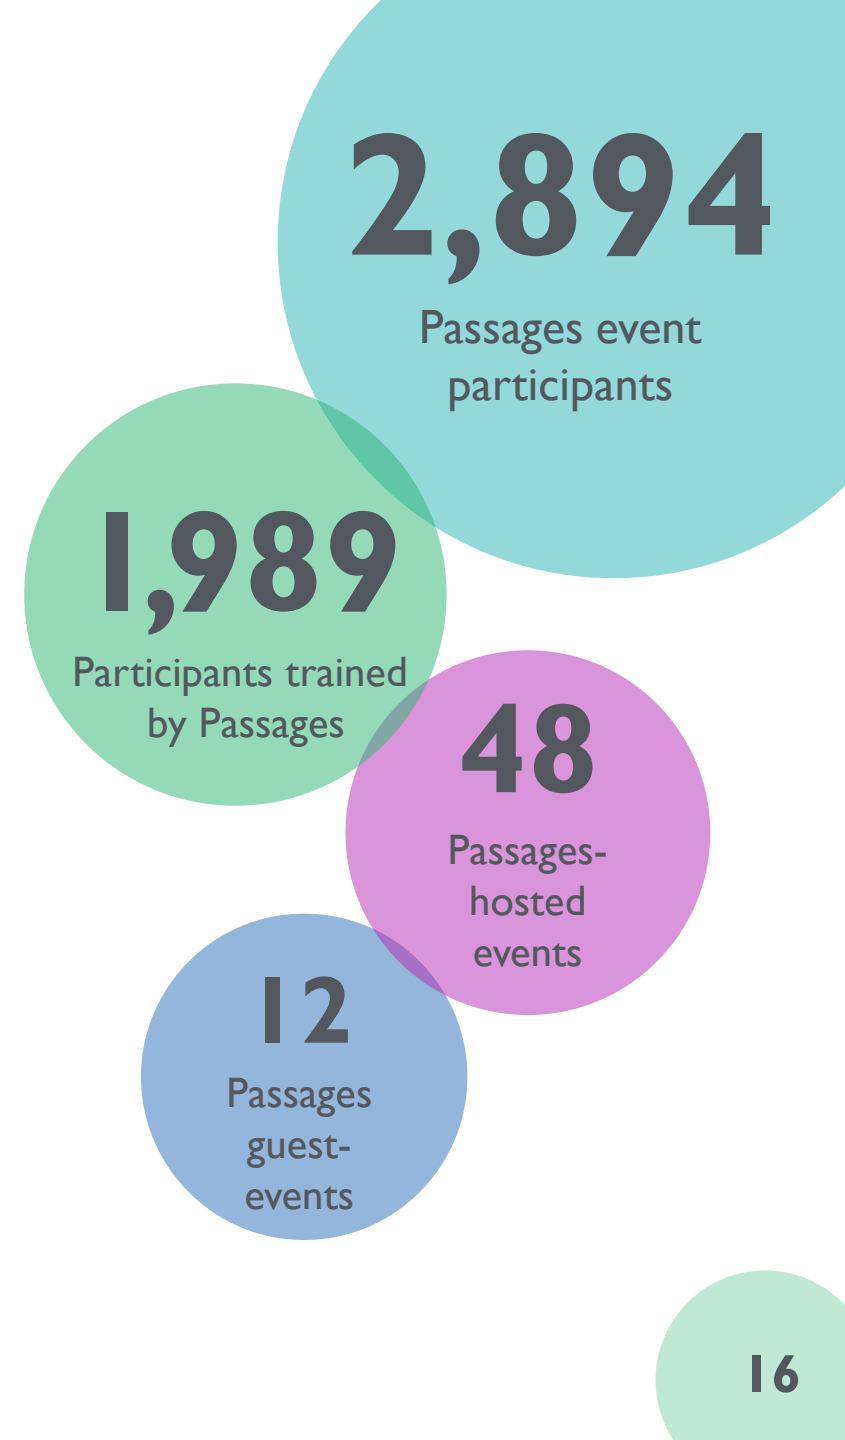 2,894
Passages event
participants
1,989
Participants trained
by Passages
48
Passages-
hosted
events
12
Passages
guest-
events
16